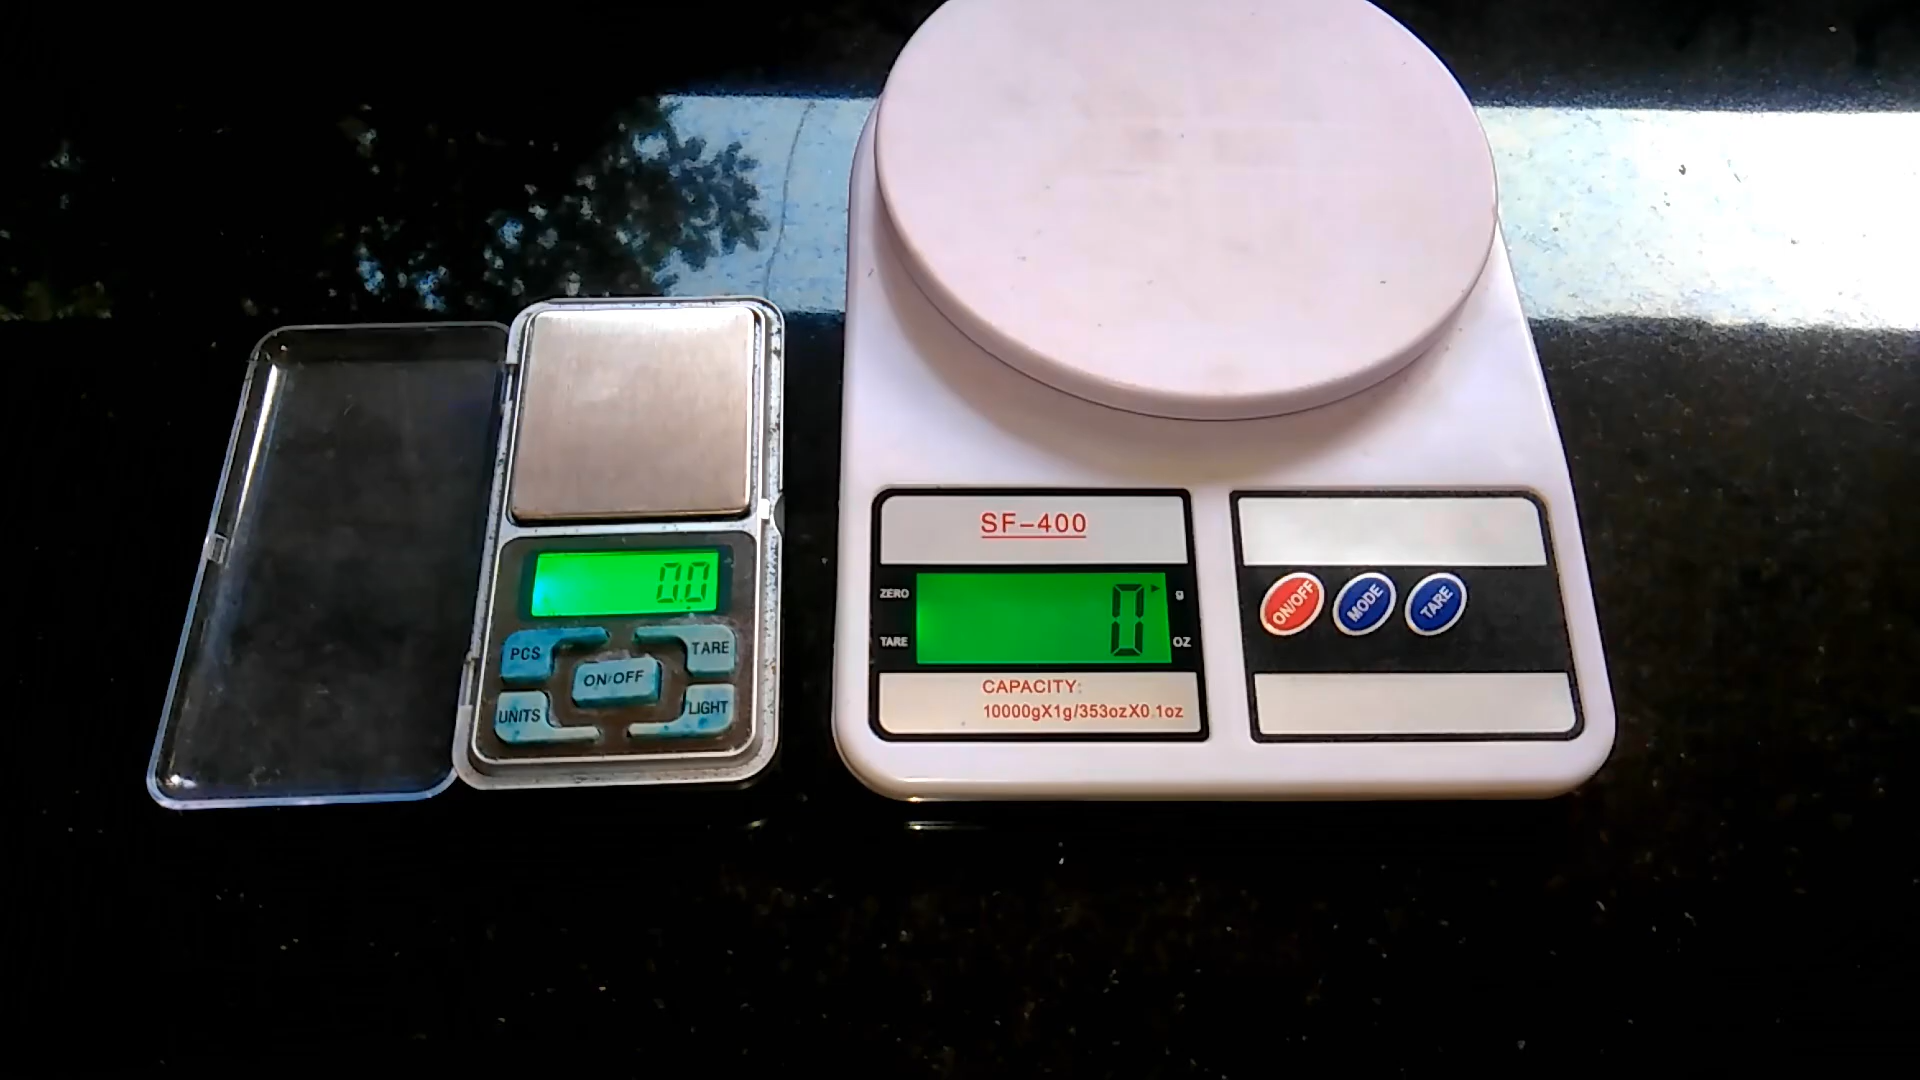 0.0
PCS
TARE
ON/OFF
UNITS
LIGHT
SF-400
ZERO
0
g
TARE
OZ
CAPACITY:
10000gX1g/353ozX0.1oz
ON/OFF
MODE
TARE